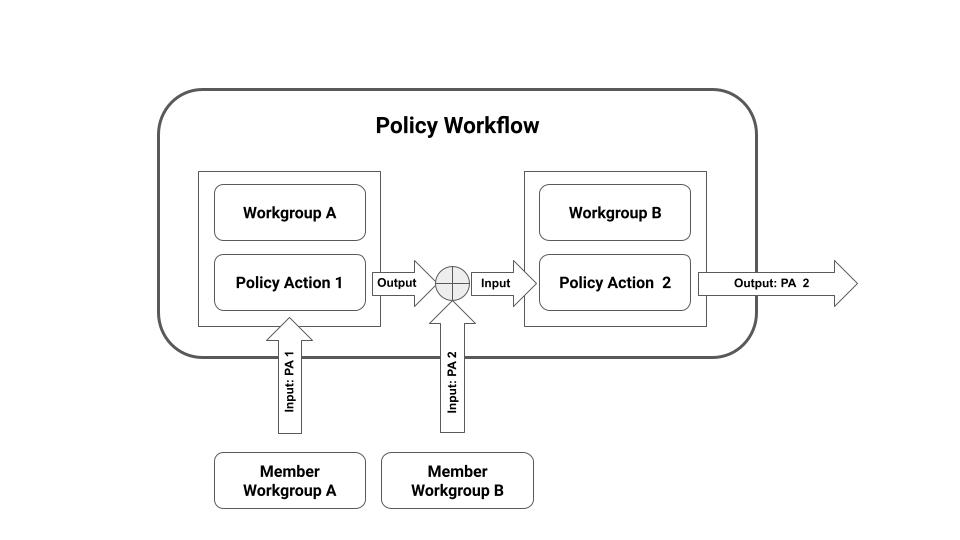 Policy Workflow
Workgroup A
Workgroup B
Policy Action 1
Output
Input
Policy Action  2
Output: PA  2
Input: PA 1
Input: PA 2
Member
Workgroup A
Member
Workgroup B